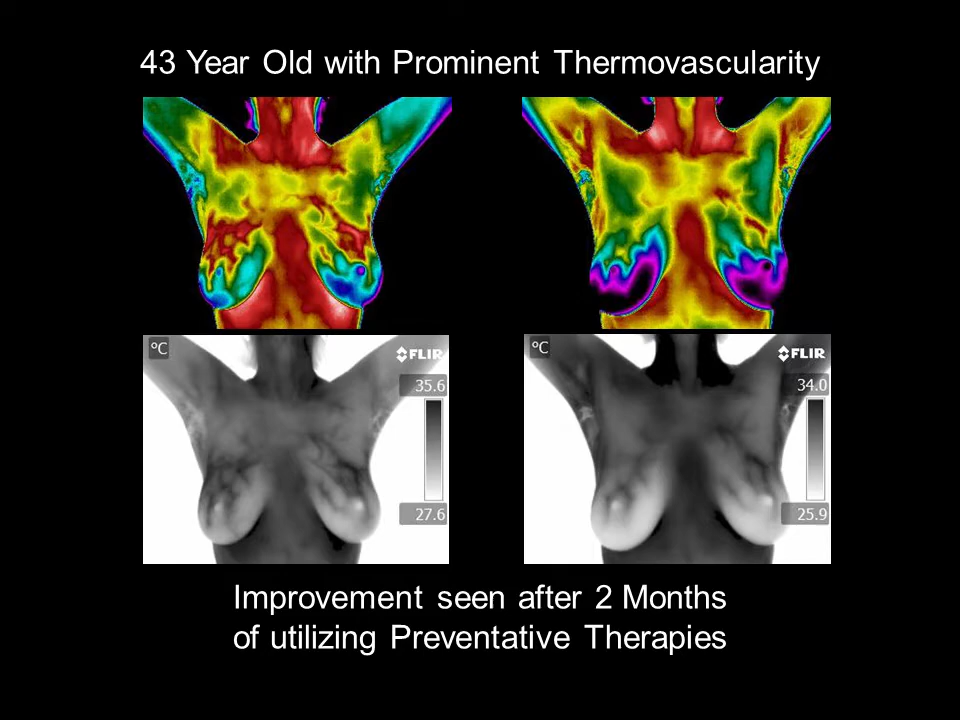 43 Year Old with Prominent Thermovascularity
°C
FLIR
35.6
27.6
°C
FLIR
34.0
25.9
Improvement seen after 2 Months
of utilizing Preventative Therapies